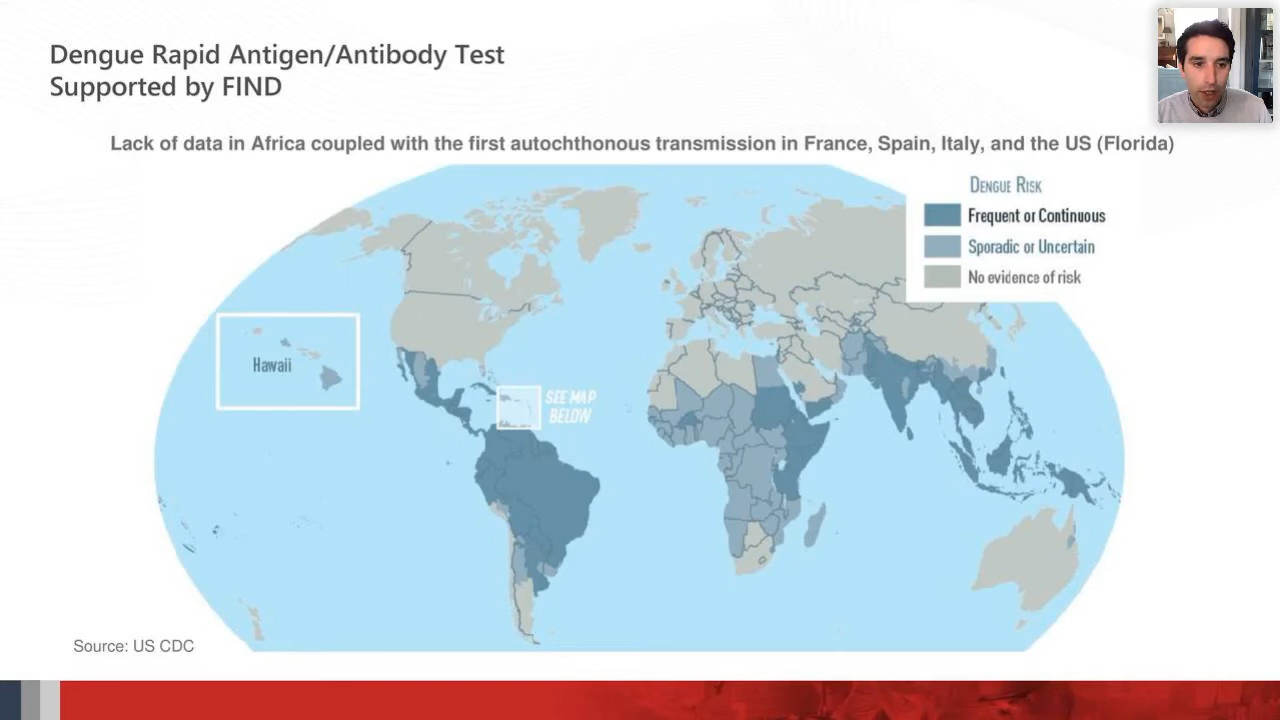 Dengue Rapid Antigen/Antibody Test
Supported by FIND
Lack of data in Africa coupled with the first autochthonous transmission in France, Spain, Italy, and the US (Florida)
DENGUE RISK
Frequent or Continuous
Sporadic or Uncertain
No evidence of risk
Hawaii
SEE MAP
BELOW
Source: US CDC